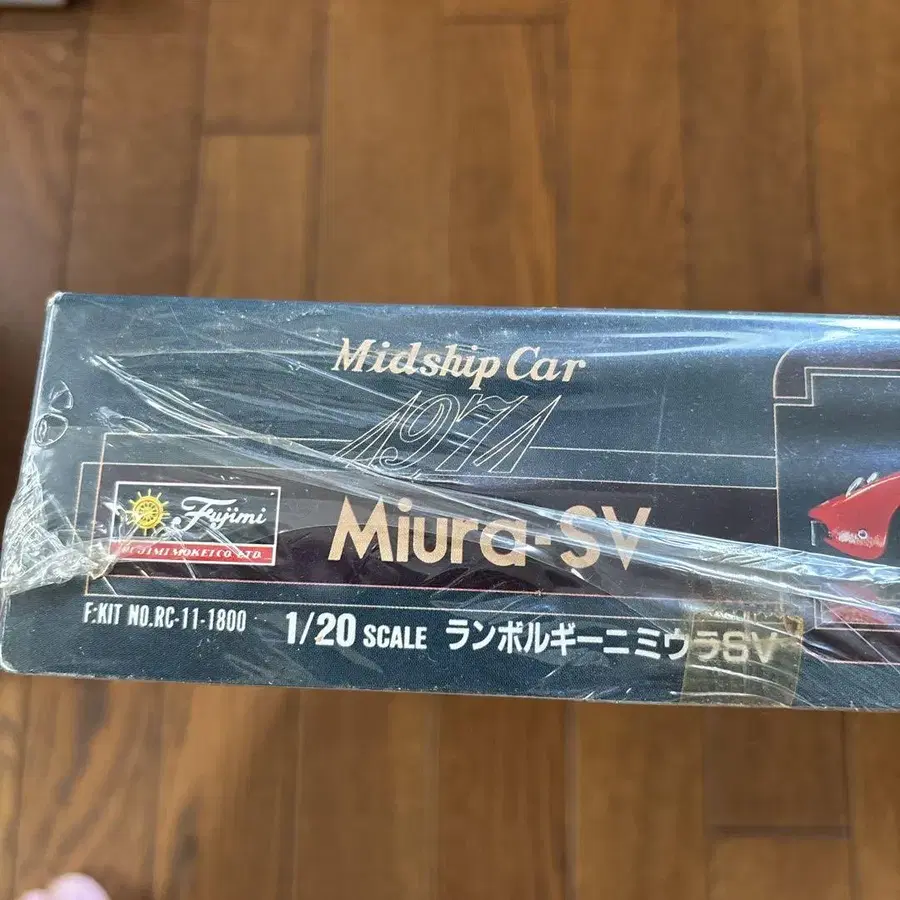 Midship Car
1971
Fujimi
FUJIMI MOKEI CO. LTD.
Miura-SV
F:KIT NO.RC-11-1800
1/20 SCALE ランボルギーニミウラSV